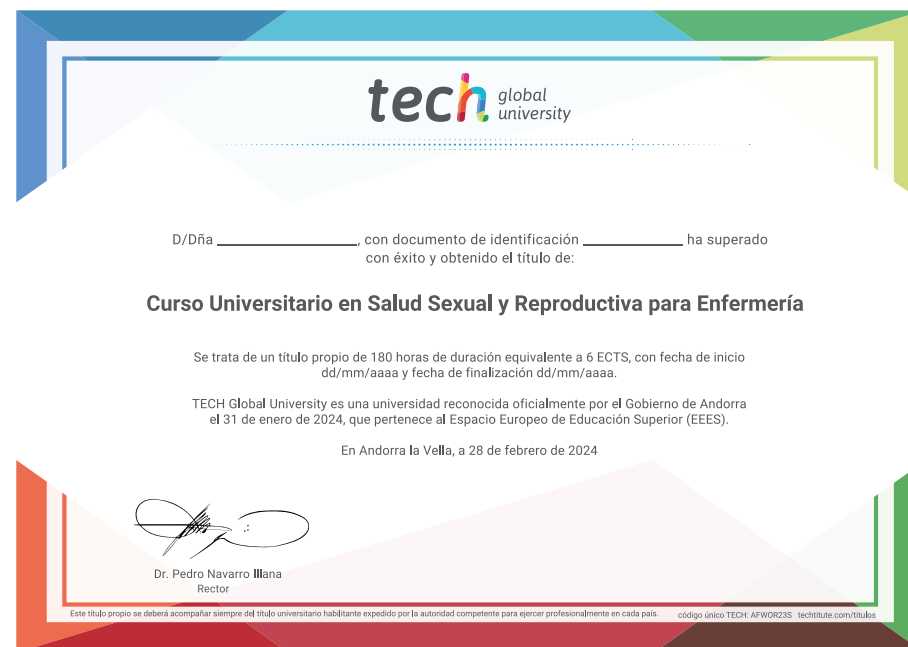 tech global university
D/Dña ____________________, con documento de identificación ______________ ha superado
con éxito y obtenido el título de:
Curso Universitario en Salud Sexual y Reproductiva para Enfermería
Se trata de un título propio de 180 horas de duración equivalente a 6 ECTS, con fecha de inicio
dd/mm/aaaa y fecha de finalización dd/mm/aaaa.
TECH Global University es una universidad reconocida oficialmente por el Gobierno de Andorra
el 31 de enero de 2024, que pertenece al Espacio Europeo de Educación Superior (EEES).
En Andorra la Vella, a 28 de febrero de 2024
Dr. Pedro Navarro Illana
Rector
Este título propio se deberá acompañar siempre del título universitario habilitante expedido por la autoridad competente para ejercer profesionalmente en cada país. código único TECH: AFWOR23S techtitute.com/titulos